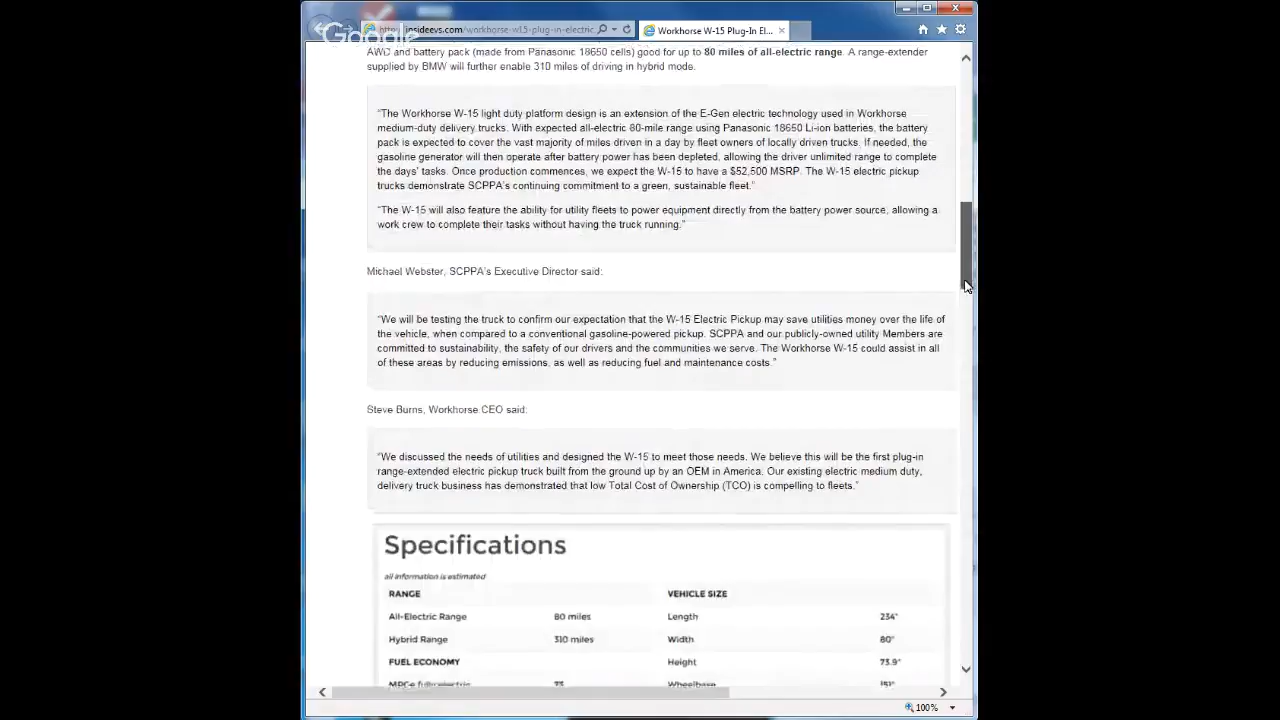 Google
insideevs.com/workhorse-w15-plug-in-electric.
Workhorse W-15 Plug-In El...
AWD and battery pack (made from Panasonic 18650 cells) good for up to 80 miles of all-electric range. A range-extender
supplied by BMW will further enable 310 miles of driving in hybrid mode.
“The Workhorse W-15 light duty platform design is an extension of the E-Gen electric technology used in Workhorse
medium-duty delivery trucks. With expected all-electric 80-mile range using Panasonic 18650 Li-ion batteries, the battery
pack is expected to cover the vast majority of miles driven in a day by fleet owners of locally driven trucks. If needed, the
gasoline generator will then operate after battery power has been depleted, allowing the driver unlimited range to complete
the days’ tasks. Once production commences, we expect the W-15 to have a $52,500 MSRP. The W-15 electric pickup
trucks demonstrate SCPPA’s continuing commitment to a green, sustainable fleet.”
“The W-15 will also feature the ability for utility fleets to power equipment directly from the battery power source, allowing a
work crew to complete their tasks without having the truck running.”
Michael Webster, SCPPA’s Executive Director said:
“We will be testing the truck to confirm our expectation that the W-15 Electric Pickup may save utilities money over the life of
the vehicle, when compared to a conventional gasoline-powered pickup. SCPPA and our publicly-owned utility Members are
committed to sustainability, the safety of our drivers and the communities we serve. The Workhorse W-15 could assist in all
of these areas by reducing emissions, as well as reducing fuel and maintenance costs.”
Steve Burns, Workhorse CEO said:
“We discussed the needs of utilities and designed the W-15 to meet those needs. We believe this will be the first plug-in
range-extended electric pickup truck built from the ground up by an OEM in America. Our existing electric medium duty,
delivery truck business has demonstrated that low Total Cost of Ownership (TCO) is compelling to fleets.”
Specifications
all information is estimated
RANGE VEHICLE SIZE
All-Electric Range 80 miles Length 234"
Hybrid Range 310 miles Width 80"
FUEL ECONOMY Height 73.9"
MPGe fullyelectric 75 Wheelbase 151"
100%